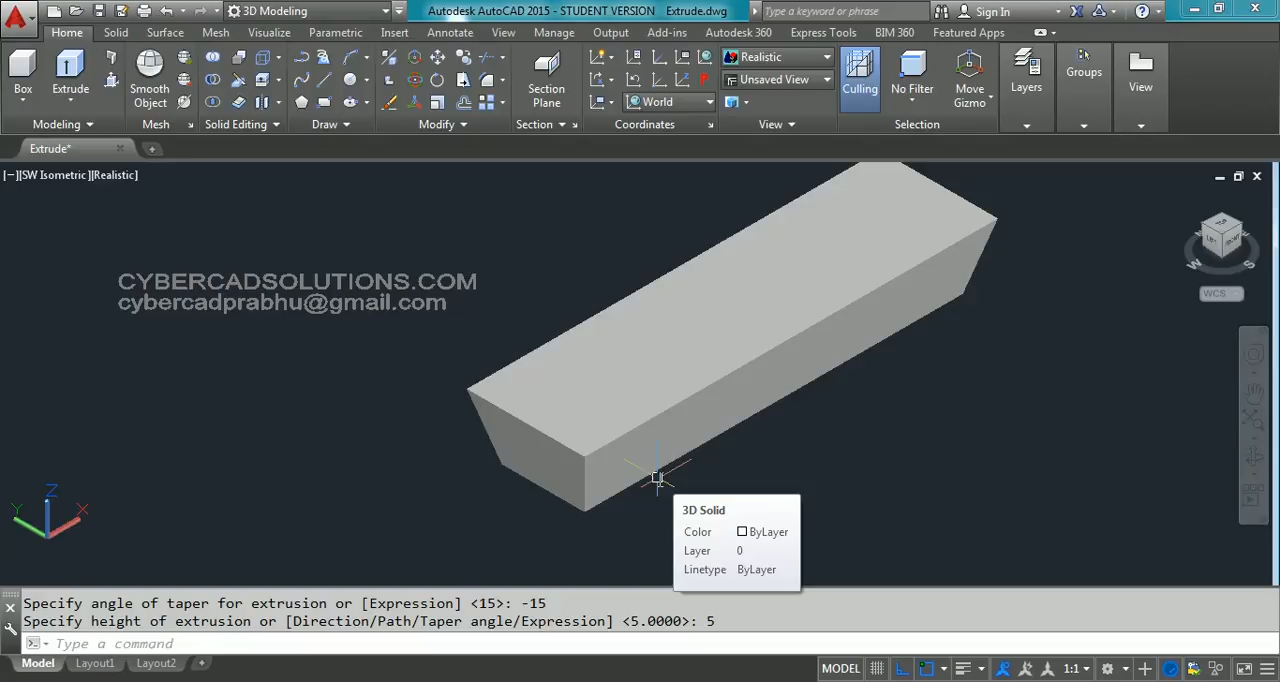 3D Modeling
Autodesk AutoCAD 2015 - STUDENT VERSION Extrude.dwg
Type a keyword or phrase
Sign In
Home Solid Surface Mesh Visualize Parametric Insert Annotate View Manage Output Add-ins Autodesk 360 Express Tools BIM 360 Featured Apps
Box
Extrude
Smooth
Object
Section
Plane
Realistic
Unsaved View
World
Culling
No Filter
Move
Gizmo
Layers
Groups
View
Modeling
Mesh
Solid Editing
Draw
Modify
Section
Coordinates
View
Selection
Extrude*
[−][SW Isometric][Realistic]
TOP
LEFT
FRONT
W
S
WCS
CYBERCADSOLUTIONS.COM
cybercadprabhu@gmail.com
3D Solid
Color ByLayer
Layer 0
Linetype ByLayer
Z
Y
X
Specify angle of taper for extrusion or [Expression] <15>: -15
Specify height of extrusion or [Direction/Path/Taper angle/Expression] <5.0000>: 5
Type a command
Model Layout1 Layout2
MODEL
1:1